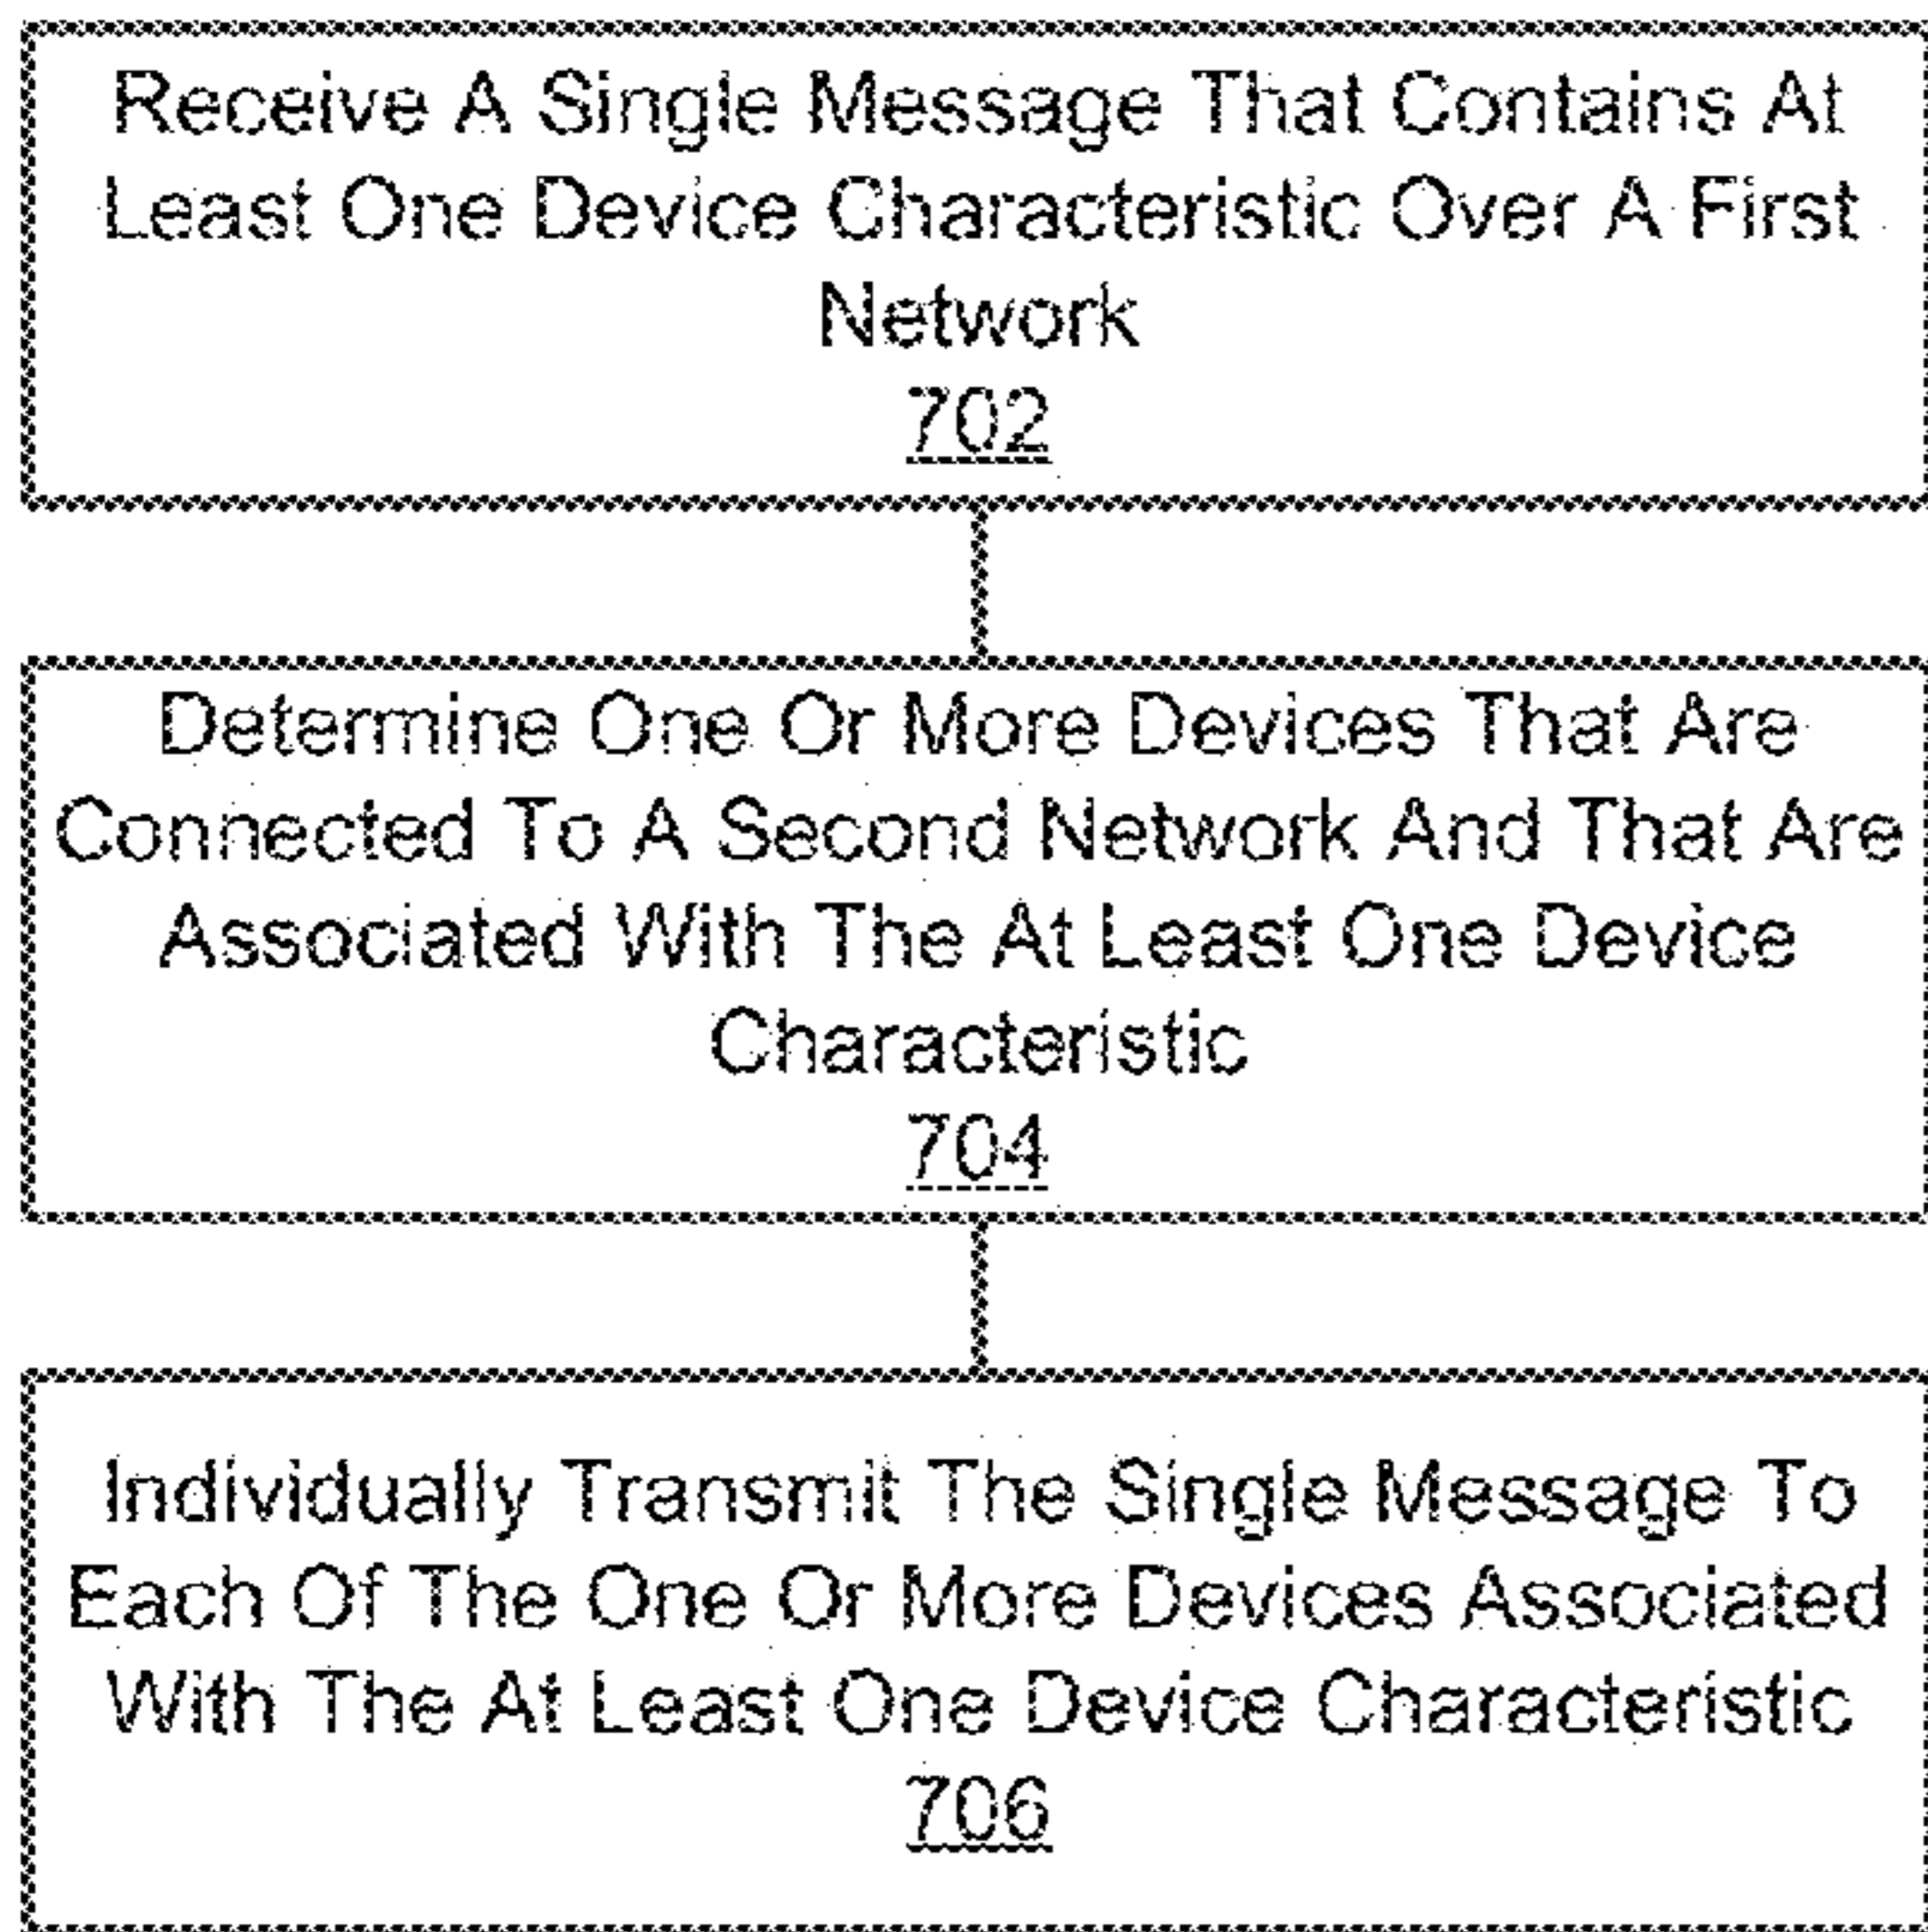 Receive A Single Message That Contains At
Least One Device Characteristic Over A First
Network
702
Determine One Or More Devices That Are
Connected To A Second Network And That Are
Associated With The At Least One Device
Characteristic
704
Individually Transmit The Single Message To
Each Of The One Or More Devices Associated
With The At Least One Device Characteristic
706